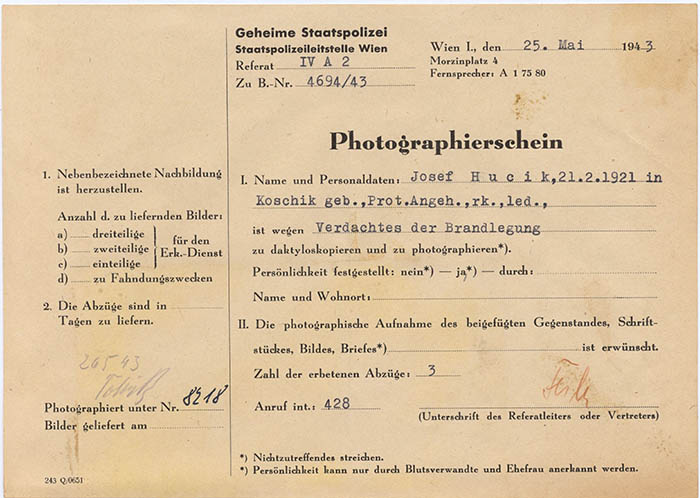 Geheime Staatspolizei
Staatspolizeileitstelle Wien
Referat IV A 2
Zu B.-Nr. 4694/43
Wien I., den 25. Mai 1943
Morzinplatz 4
Fernsprecher: A 1 75 80
Photographierschein
1. Nebenbezeichnete Nachbildung
ist herzustellen.
Anzahl d. zu liefernden Bilder:
a) dreiteilige
b) zweiteilige
c) einteilige
für den
Erk.-Dienst
d) zu Fahndungszwecken
2. Die Abzüge sind in
Tagen zu liefern.
26 5 43
Photographiert unter Nr. 8218
Bilder geliefert am
243 Q/0651
I. Name und Personaldaten: Josef Hucik,21.2.1921 in
Koschik geb.,Prot.Angeh.,rk.,led.,
ist wegen Verdachtes der Brandlegung
zu daktyloskopieren und zu photographieren*).
Persönlichkeit festgestellt: nein*) — ja*) — durch:
Name und Wohnort:
II. Die photographische Aufnahme des beigefügten Gegenstandes, Schrift-
stückes, Bildes, Briefes*) ist erwünscht.
Zahl der erbetenen Abzüge: 3
Anruf int.: 428
(Unterschrift des Referatleiters oder Vertreters)
*) Nichtzutreffendes streichen.
*) Persönlichkeit kann nur durch Blutsverwandte und Ehefrau anerkannt werden.